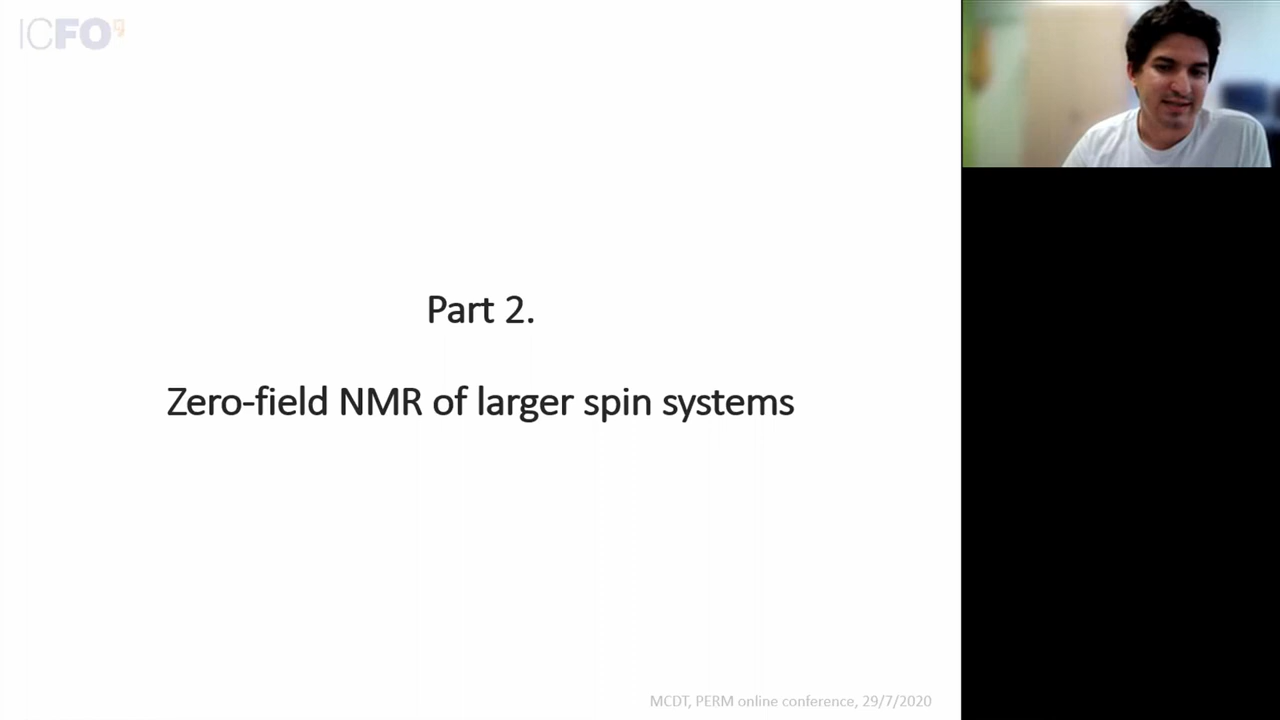 ICFO
Part 2.
Zero-field NMR of larger spin systems
MCDT, PERM online conference, 29/7/2020